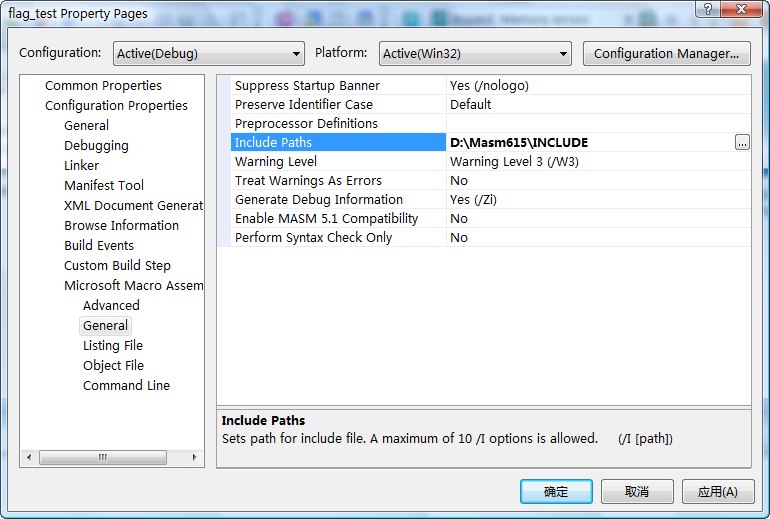 flag_test Property Pages
Configuration: Active(Debug) Platform: Active(Win32) Configuration Manager...
Common Properties
Configuration Properties
General
Debugging
Linker
Manifest Tool
XML Document Generat
Browse Information
Build Events
Custom Build Step
Microsoft Macro Assem
Advanced
General
Listing File
Object File
Command Line
Suppress Startup Banner Yes (/nologo)
Preserve Identifier Case Default
Preprocessor Definitions
Include Paths D:\Masm615\INCLUDE ...
Warning Level Warning Level 3 (/W3)
Treat Warnings As Errors No
Generate Debug Information Yes (/Zi)
Enable MASM 5.1 Compatibility No
Perform Syntax Check Only No
Include Paths
Sets path for include file. A maximum of 10 /I options is allowed. (/I [path])
确定 取消 应用(A)